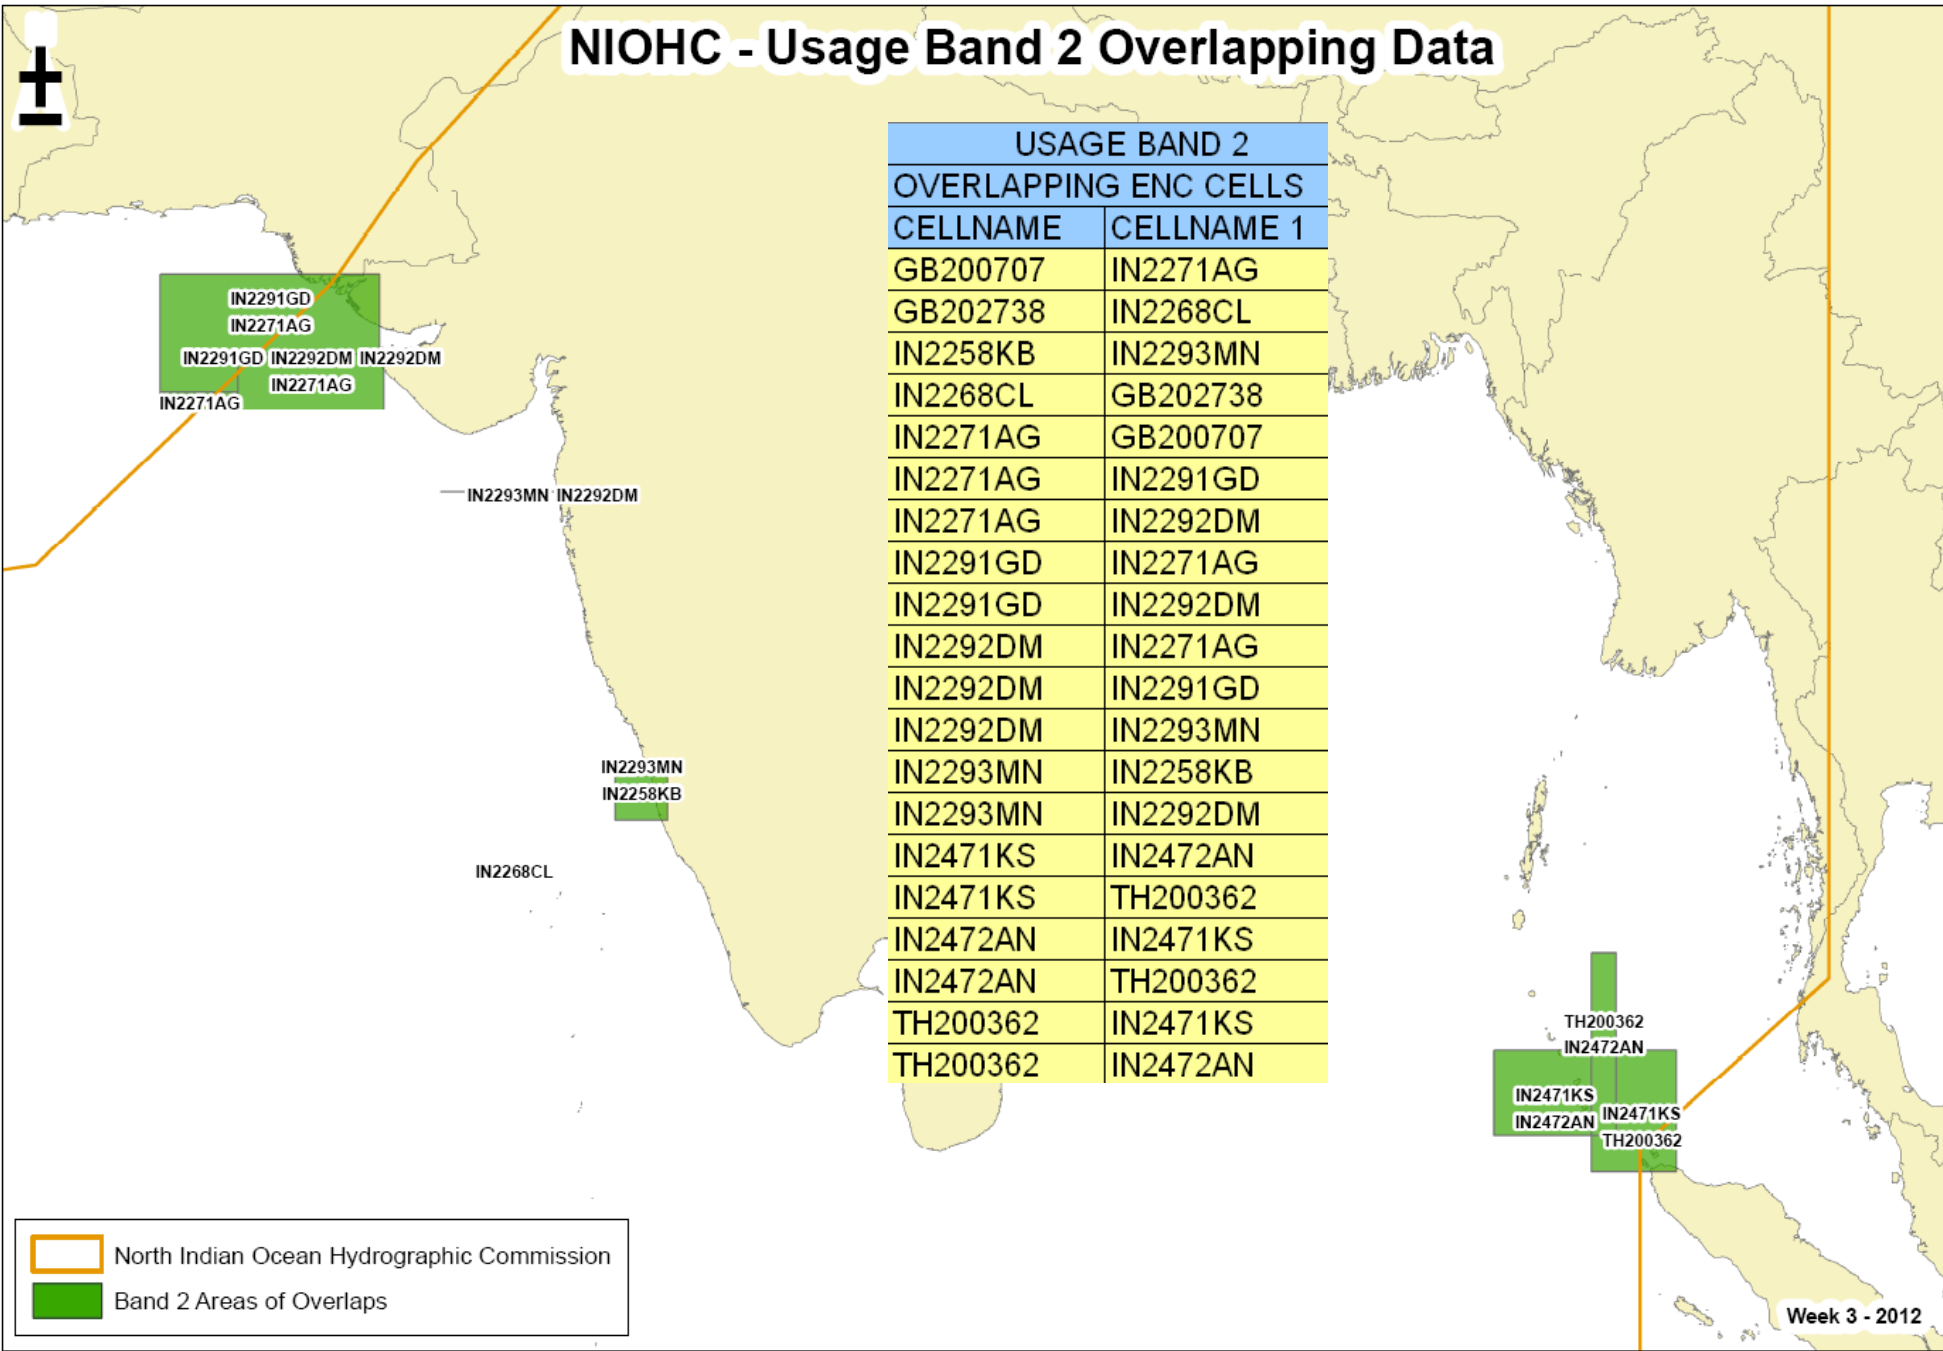 NIOHC - Usage Band 2 Overlapping Data
USAGE BAND 2
OVERLAPPING ENC CELLS
CELLNAME CELLNAME 1
GB200707 IN2271AG
GB202738 IN2268CL
IN2258KB IN2293MN
IN2268CL GB202738
IN2271AG GB200707
IN2271AG IN2291GD
IN2271AG IN2292DM
IN2291GD IN2271AG
IN2291GD IN2292DM
IN2292DM IN2271AG
IN2292DM IN2291GD
IN2292DM IN2293MN
IN2293MN IN2258KB
IN2293MN IN2292DM
IN2471KS IN2472AN
IN2471KS TH200362
IN2472AN IN2471KS
IN2472AN TH200362
TH200362 IN2471KS
TH200362 IN2472AN
IN2291GD
IN2271AG
IN2291GD IN2292DM IN2292DM
IN2271AG
IN2271AG
IN2293MN IN2292DM
IN2293MN
IN2258KB
IN2268CL
TH200362
IN2472AN
IN2471KS
IN2472AN
IN2471KS
TH200362
North Indian Ocean Hydrographic Commission
Band 2 Areas of Overlaps
Week 3 - 2012